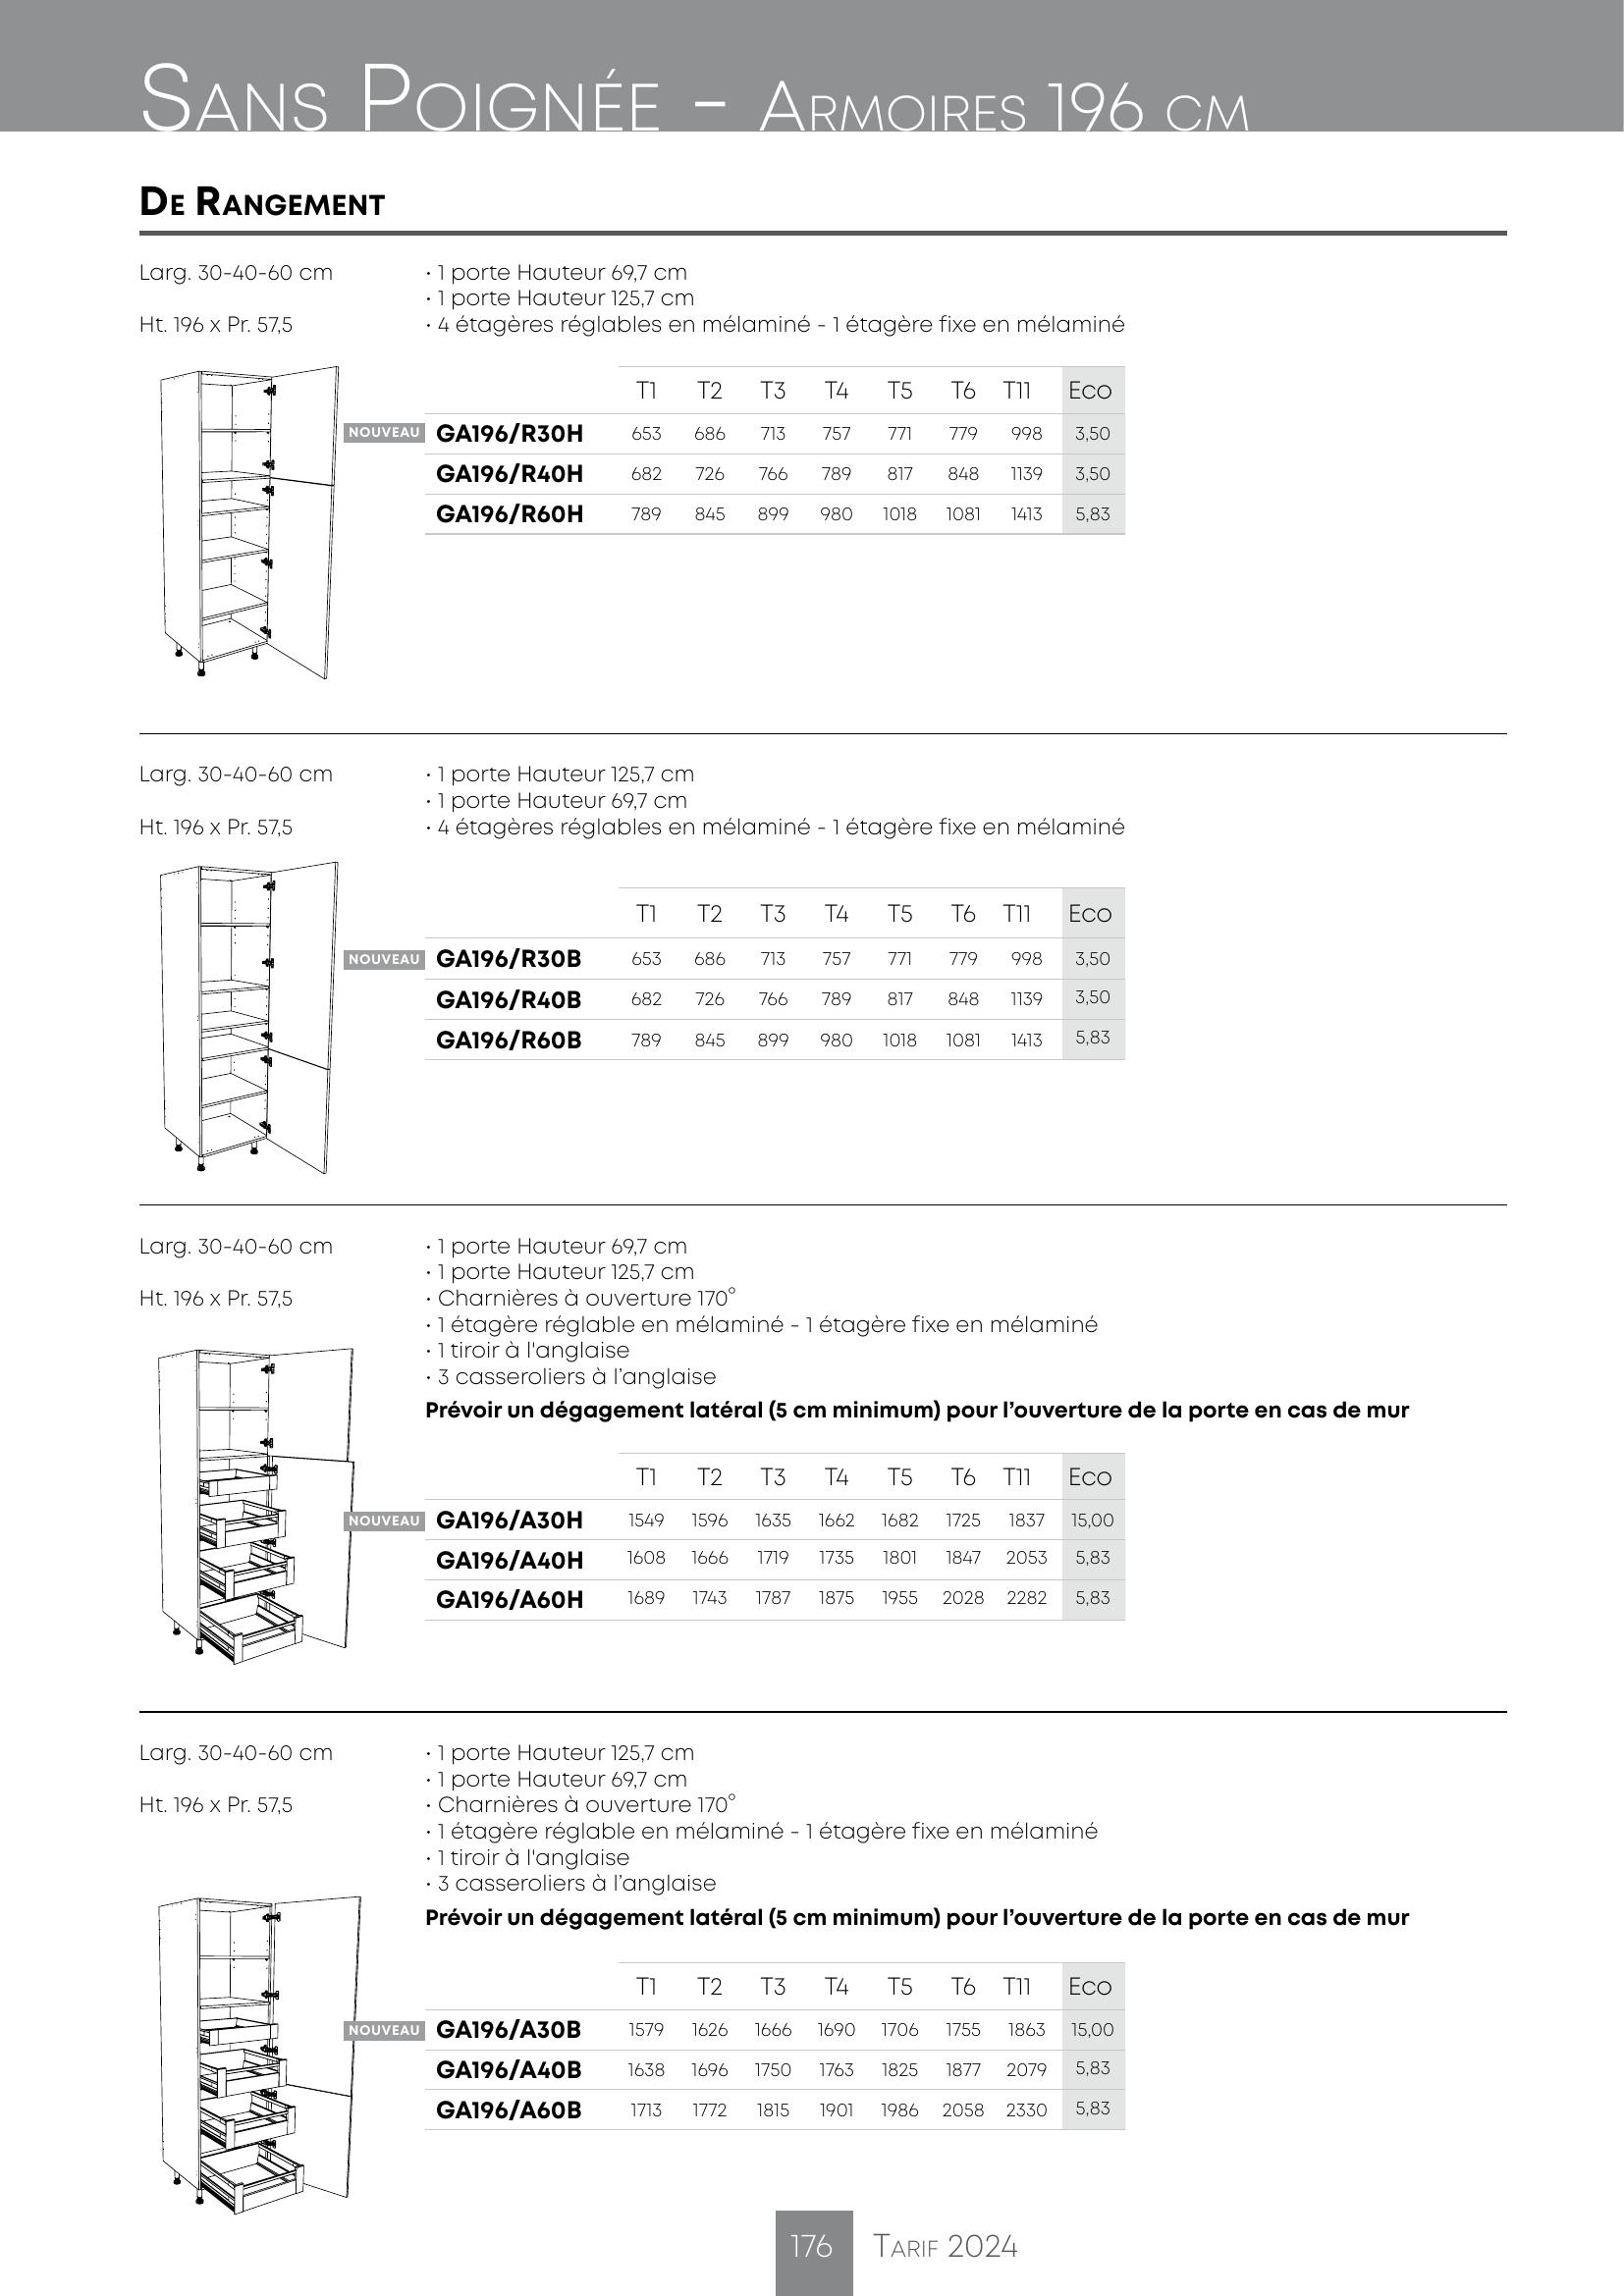 Sans Poignée - Armoires 196 cm
De Rangement
Larg. 30-40-60 cm
Ht. 196 x Pr. 57,5
· 1 porte Hauteur 69,7 cm
· 1 porte Hauteur 125,7 cm
· 4 étagères réglables en mélaminé - 1 étagère fixe en mélaminé
T1 T2 T3 T4 T5 T6 T11 Eco
NOUVEAU GA196/R30H 653 686 713 757 771 779 998 3,50
GA196/R40H 682 726 766 789 817 848 1139 3,50
GA196/R60H 789 845 899 980 1018 1081 1413 5,83
Larg. 30-40-60 cm
Ht. 196 x Pr. 57,5
· 1 porte Hauteur 125,7 cm
· 1 porte Hauteur 69,7 cm
· 4 étagères réglables en mélaminé - 1 étagère fixe en mélaminé
T1 T2 T3 T4 T5 T6 T11 Eco
NOUVEAU GA196/R30B 653 686 713 757 771 779 998 3,50
GA196/R40B 682 726 766 789 817 848 1139 3,50
GA196/R60B 789 845 899 980 1018 1081 1413 5,83
Larg. 30-40-60 cm
Ht. 196 x Pr. 57,5
· 1 porte Hauteur 69,7 cm
· 1 porte Hauteur 125,7 cm
· Charnières à ouverture 170°
· 1 étagère réglable en mélaminé - 1 étagère fixe en mélaminé
· 1 tiroir à l'anglaise
· 3 casseroliers à l’anglaise
Prévoir un dégagement latéral (5 cm minimum) pour l’ouverture de la porte en cas de mur
T1 T2 T3 T4 T5 T6 T11 Eco
NOUVEAU GA196/A30H 1549 1596 1635 1662 1682 1725 1837 15,00
GA196/A40H 1608 1666 1719 1735 1801 1847 2053 5,83
GA196/A60H 1689 1743 1787 1875 1955 2028 2282 5,83
Larg. 30-40-60 cm
Ht. 196 x Pr. 57,5
· 1 porte Hauteur 125,7 cm
· 1 porte Hauteur 69,7 cm
· Charnières à ouverture 170°
· 1 étagère réglable en mélaminé - 1 étagère fixe en mélaminé
· 1 tiroir à l'anglaise
· 3 casseroliers à l’anglaise
Prévoir un dégagement latéral (5 cm minimum) pour l’ouverture de la porte en cas de mur
T1 T2 T3 T4 T5 T6 T11 Eco
NOUVEAU GA196/A30B 1579 1626 1666 1690 1706 1755 1863 15,00
GA196/A40B 1638 1696 1750 1763 1825 1877 2079 5,83
GA196/A60B 1713 1772 1815 1901 1986 2058 2330 5,83
176 Tarif 2024